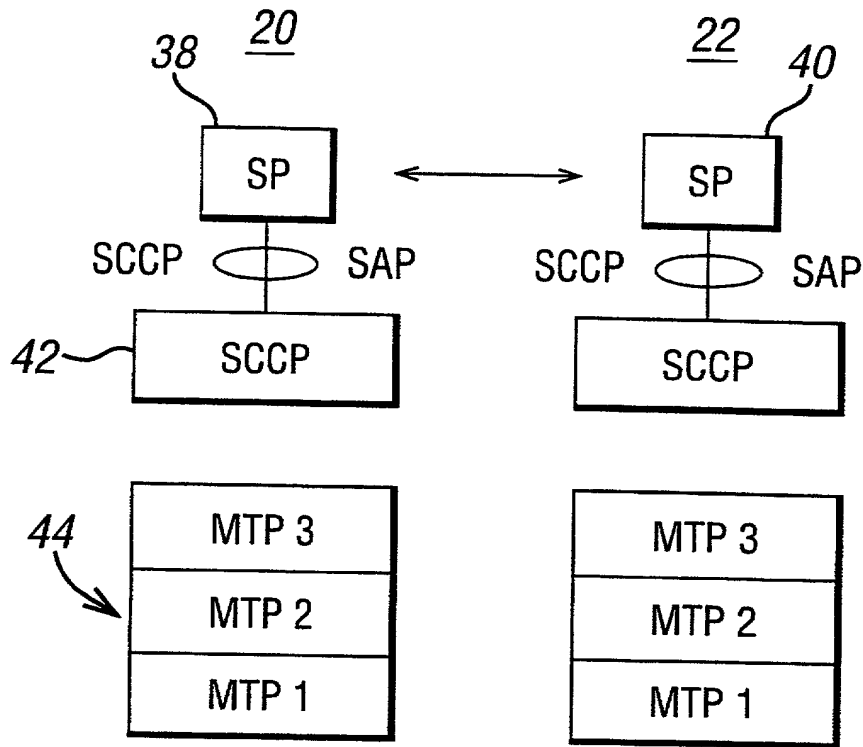 20
22
38
40
SP
SP
SCCP SAP
SCCP SAP
42
SCCP
SCCP
44
MTP 3
MTP 2
MTP 1
MTP 3
MTP 2
MTP 1